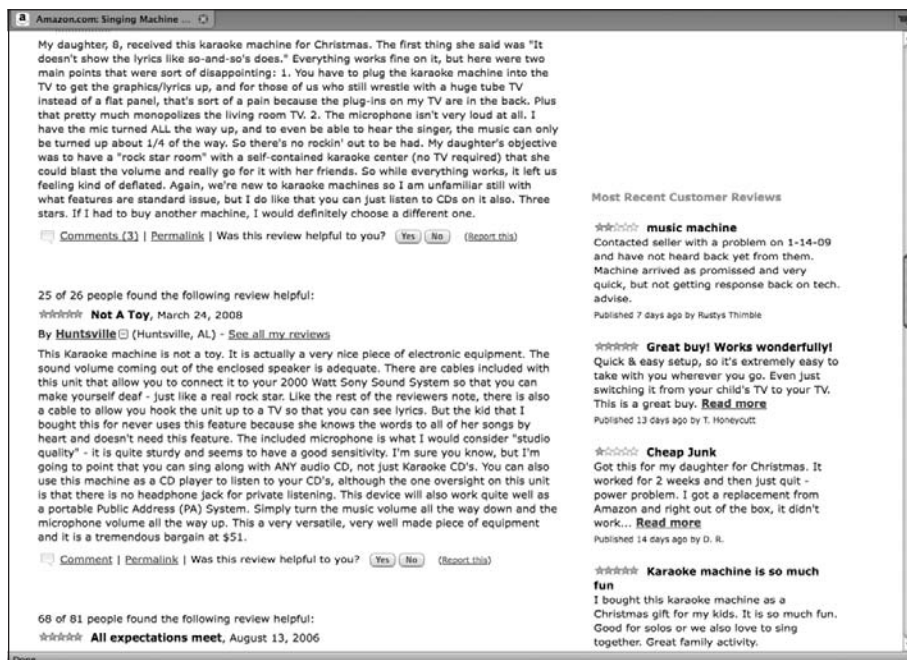 Amazon.com: Singing Machine ...
My daughter, 8, received this karaoke machine for Christmas. The first thing she said was "It
doesn't show the lyrics like so-and-so's does." Everything works fine on it, but here were two
main points that were sort of disappointing: 1. You have to plug the karaoke machine into the
TV to get the graphics/lyrics up, and for those of us who still wrestle with a huge tube TV
instead of a flat panel, that's sort of a pain because the plug-ins on my TV are in the back. Plus
that pretty much monopolizes the living room TV. 2. The microphone isn't very loud at all. I
have the mic turned ALL the way up, and to even be able to hear the singer, the music can only
be turned up about 1/4 of the way. So there's no rockin' out to be had. My daughter's objective
was to have a "rock star room" with a self-contained karaoke center (no TV required) that she
could blast the volume and really go for it with her friends. So while everything works, it left us
feeling kind of deflated. Again, we're new to karaoke machines so I am unfamiliar still with
what features are standard issue, but I do like that you can just listen to CDs on it also. Three
stars. If I had to buy another machine, I would definitely choose a different one.
Comments (3) | Permalink | Was this review helpful to you? Yes No (Report this)
25 of 26 people found the following review helpful:
Not A Toy, March 24, 2008
By Huntsville (Huntsville, AL) - See all my reviews
This Karaoke machine is not a toy. It is actually a very nice piece of electronic equipment. The
sound volume coming out of the enclosed speaker is adequate. There are cables included with
this unit that allow you to connect it to your 2000 Watt Sony Sound System so that you can
make yourself deaf - just like a real rock star. Like the rest of the reviewers note, there is also
a cable to allow you hook the unit up to a TV so that you can see lyrics. But the kid that I
bought this for never uses this feature because she knows the words to all of her songs by
heart and doesn't need this feature. The included microphone is what I would consider "studio
quality" - it is quite sturdy and seems to have a good sensitivity. I'm sure you know, but I'm
going to point that you can sing along with ANY audio CD, not just Karaoke CD's. You can also
use this machine as a CD player to listen to your CD's, although the one oversight on this unit
is that there is no headphone jack for private listening. This device will also work quite well as
a portable Public Address (PA) System. Simply turn the music volume all the way down and the
microphone volume all the way up. This a very versatile, very well made piece of equipment
and it is a tremendous bargain at $51.
Comment | Permalink | Was this review helpful to you? Yes No (Report this)
68 of 81 people found the following review helpful:
All expectations meet, August 13, 2006
Most Recent Customer Reviews
music machine
Contacted seller with a problem on 1-14-09
and have not heard back yet from them.
Machine arrived as promissed and very
quick, but not getting response back on tech.
advise.
Published 7 days ago by Rustys Thimble
Great buy! Works wonderfully!
Quick & easy setup, so it's extremely easy to
take with you wherever you go. Even just
switching it from your child's TV to your TV.
This is a great buy. Read more
Published 13 days ago by T. Honeycutt
Cheap Junk
Got this for my daughter for Christmas. It
worked for 2 weeks and then just quit -
power problem. I got a replacement from
Amazon and right out of the box, it didn't
work... Read more
Published 14 days ago by D. R.
Karaoke machine is so much
fun
I bought this karaoke machine as a
Christmas gift for my kids. It is so much fun.
Good for solos or we also love to sing
together. Great family activity.
Done